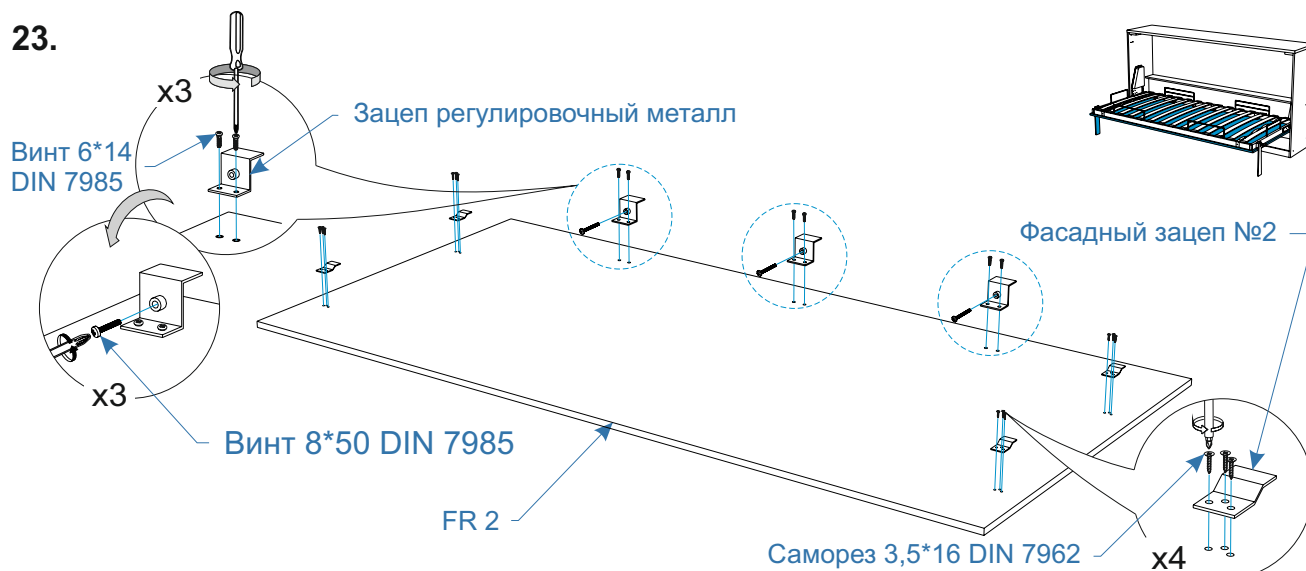 23.
x3
Зацеп регулировочный металл
Винт 6*14
DIN 7985
Фасадный зацеп №2
x3
Винт 8*50 DIN 7985
FR 2
Саморез 3,5*16 DIN 7962
x4